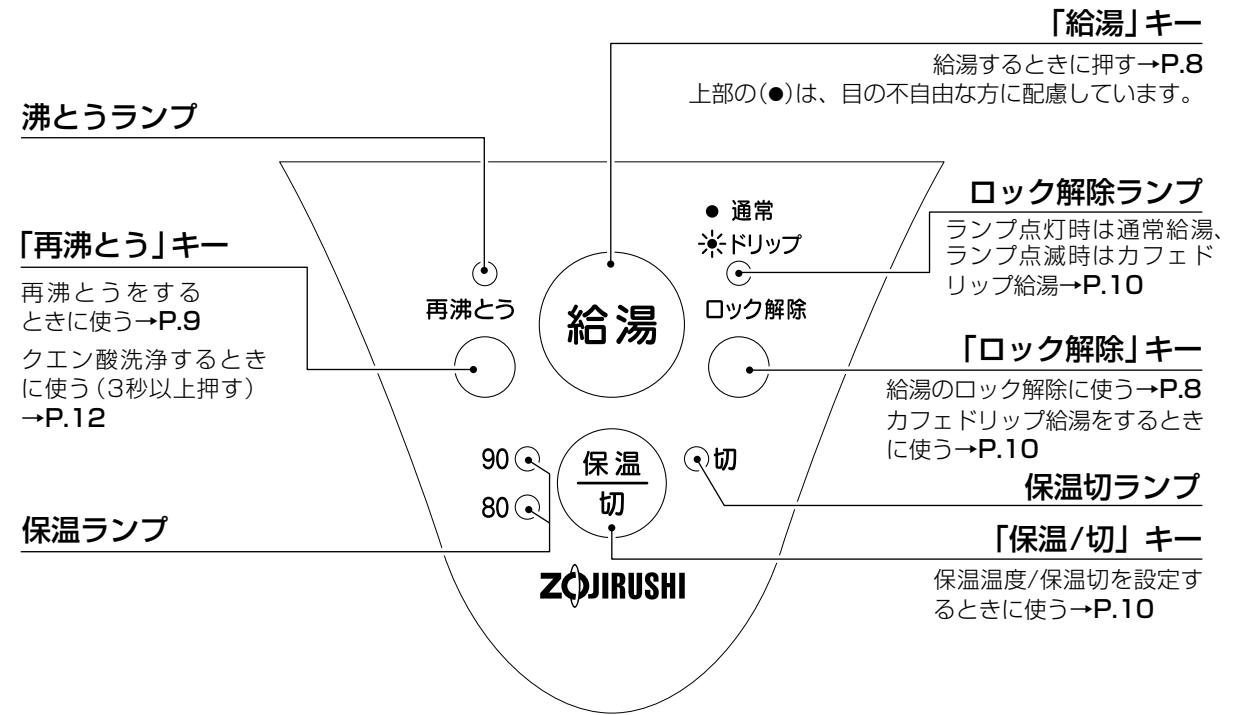 「給湯」キー
給湯するときに押す→P.8
上部の(●)は、目の不自由な方に配慮しています。
沸とうランプ
「再沸とう」キー
再沸とうをする
ときに使う→P.9
クエン酸洗浄するとき
に使う(3秒以上押す)
→P.12
保温ランプ
● 通常
ドリップ
再沸とう
給湯
ロック解除
90
80
保温
切
切
ZOJIRUSHI
ロック解除ランプ
ランプ点灯時は通常給湯、
ランプ点滅時はカフェド
リップ給湯→P.10
「ロック解除」キー
給湯のロック解除に使う→P.8
カフェドリップ給湯をするとき
に使う→P.10
保温切ランプ
「保温/切」キー
保温温度/保温切を設定す
るときに使う→P.10